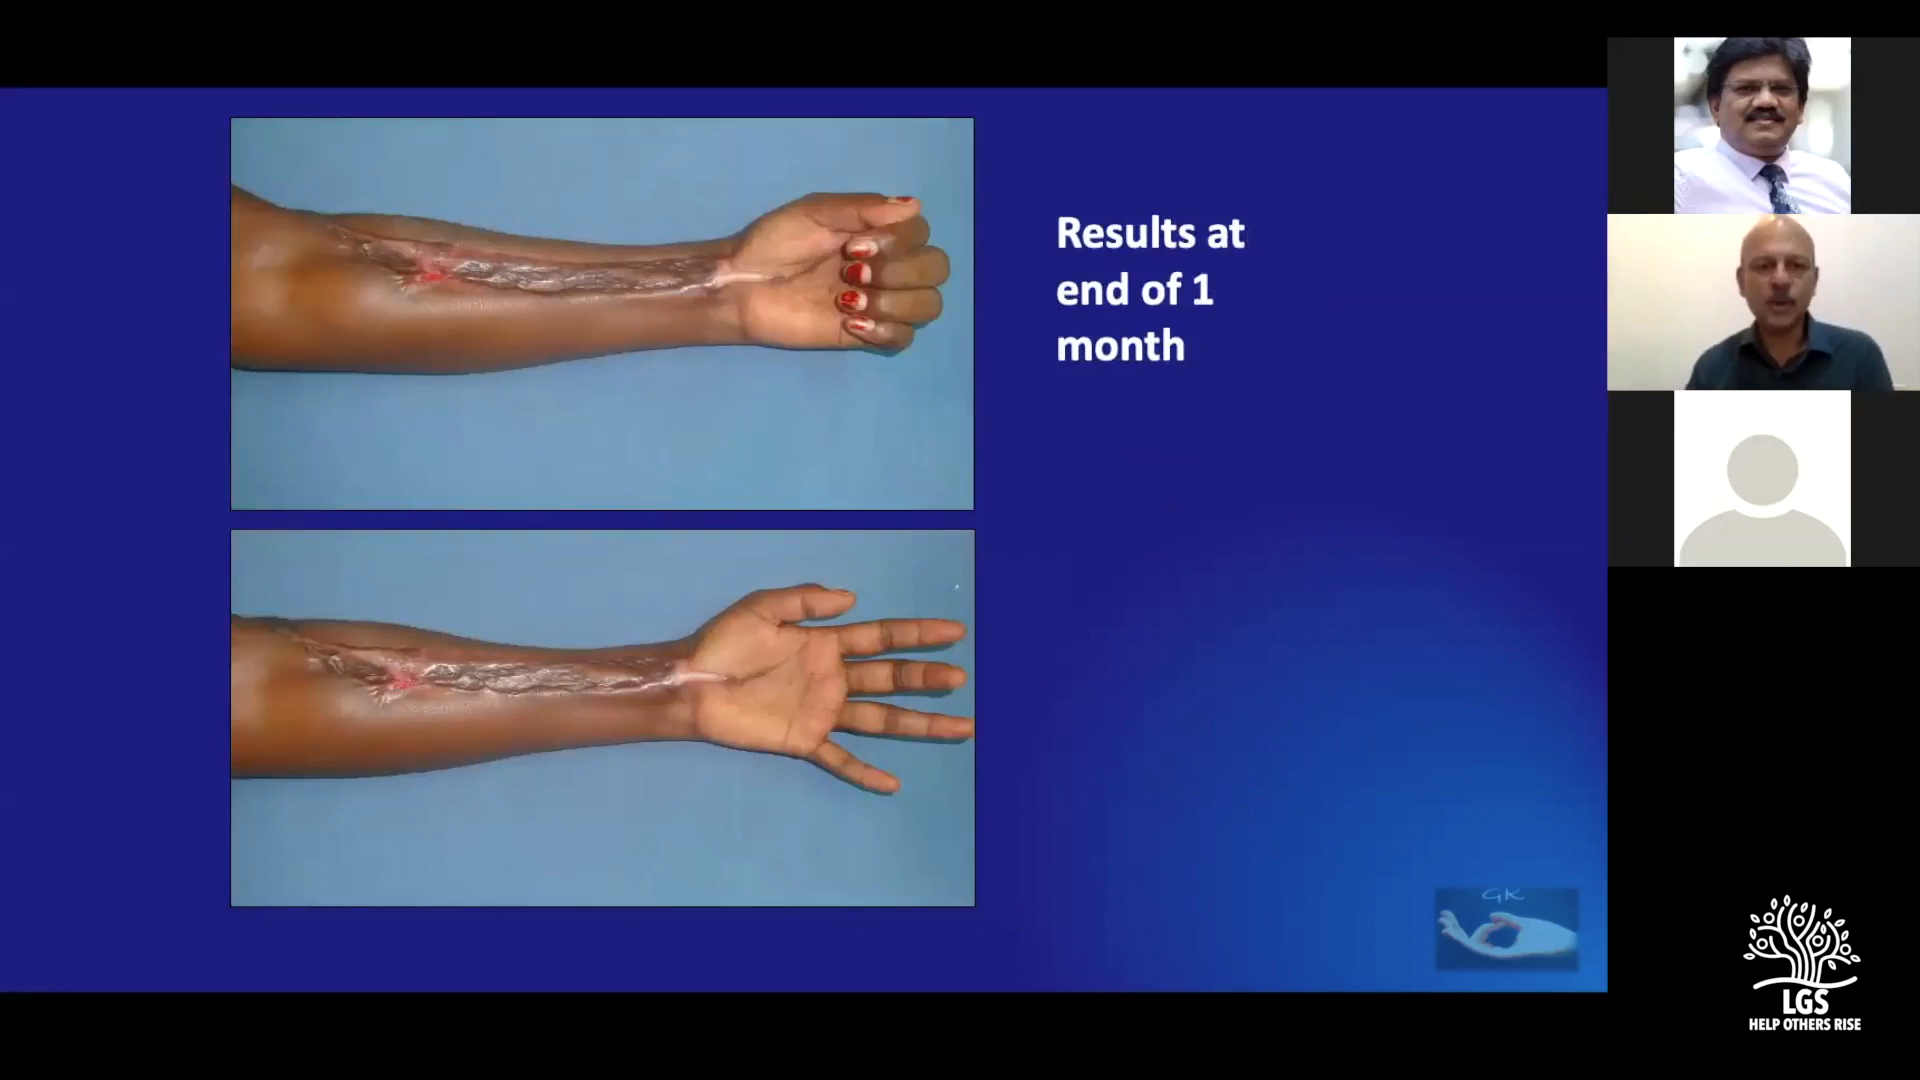 Results at
end of 1
month
GK
LGS
HELP OTHERS RISE